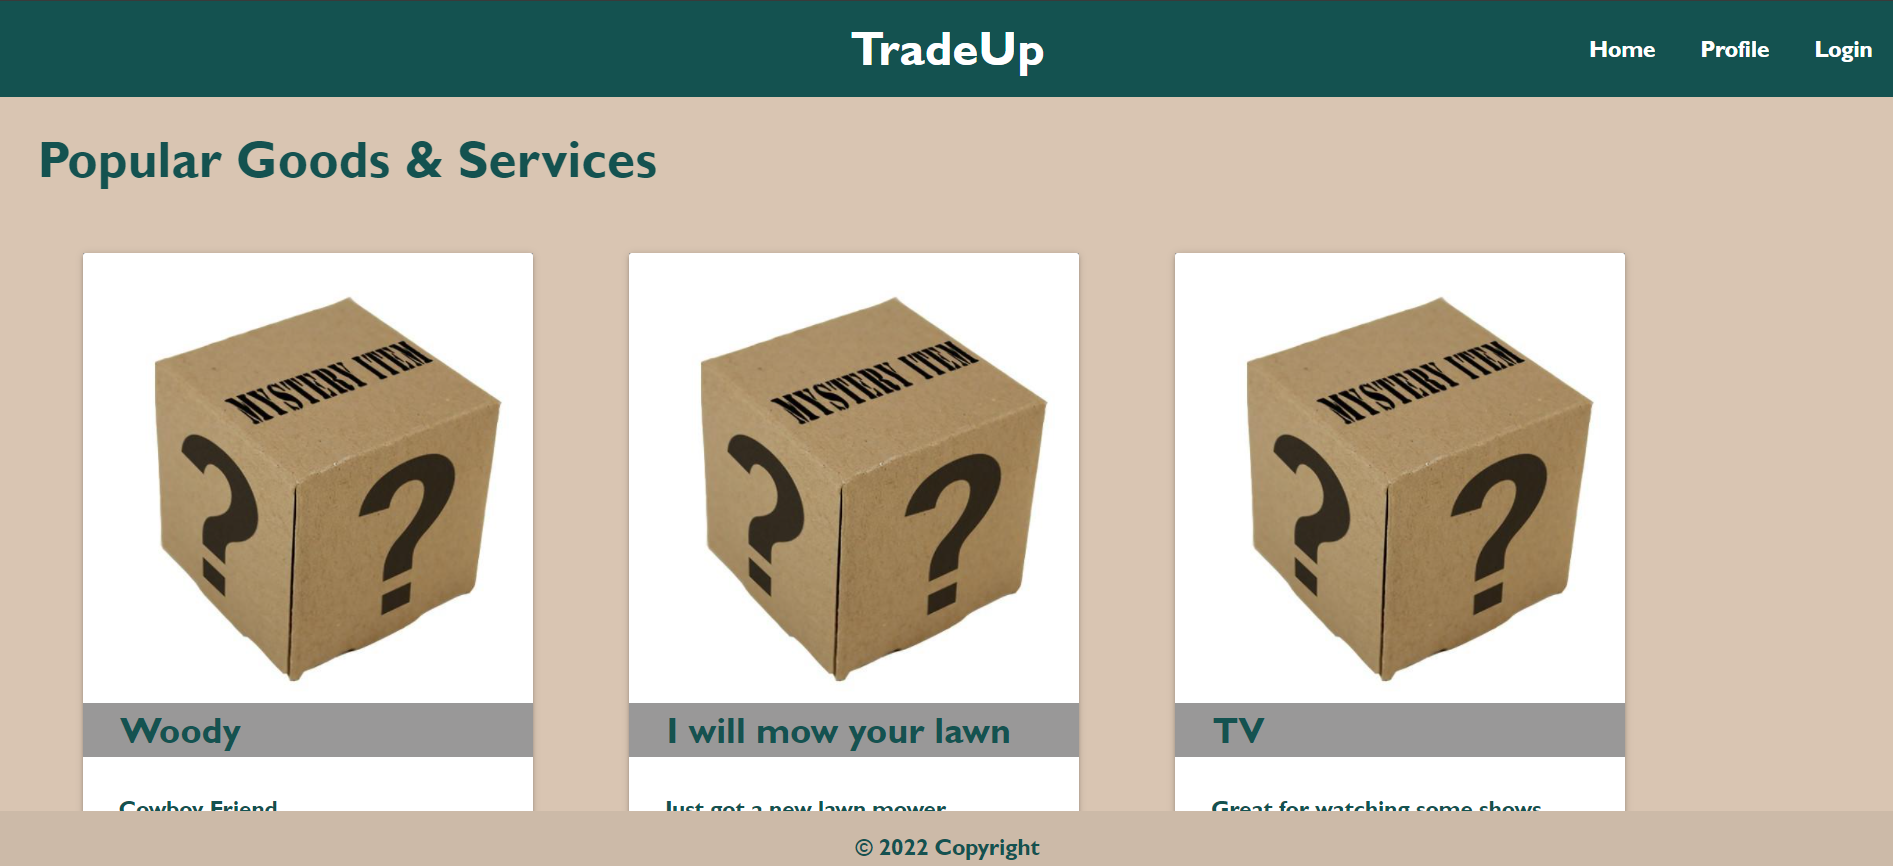 TradeUp
Home Profile Login
Popular Goods & Services
MYSTERY ITEM
? ?
MYSTERY ITEM
? ?
MYSTERY ITEM
? ?
Woody
I will mow your lawn
TV
Cowboy Friend
Just got a new lawn mower
Great for watching some shows
© 2022 Copyright